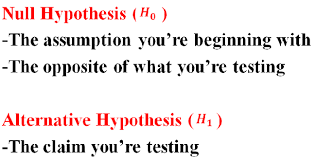 Null Hypothesis ( H₀ )
-The assumption you're beginning with
-The opposite of what you're testing
Alternative Hypothesis ( H₁ )
-The claim you're testing